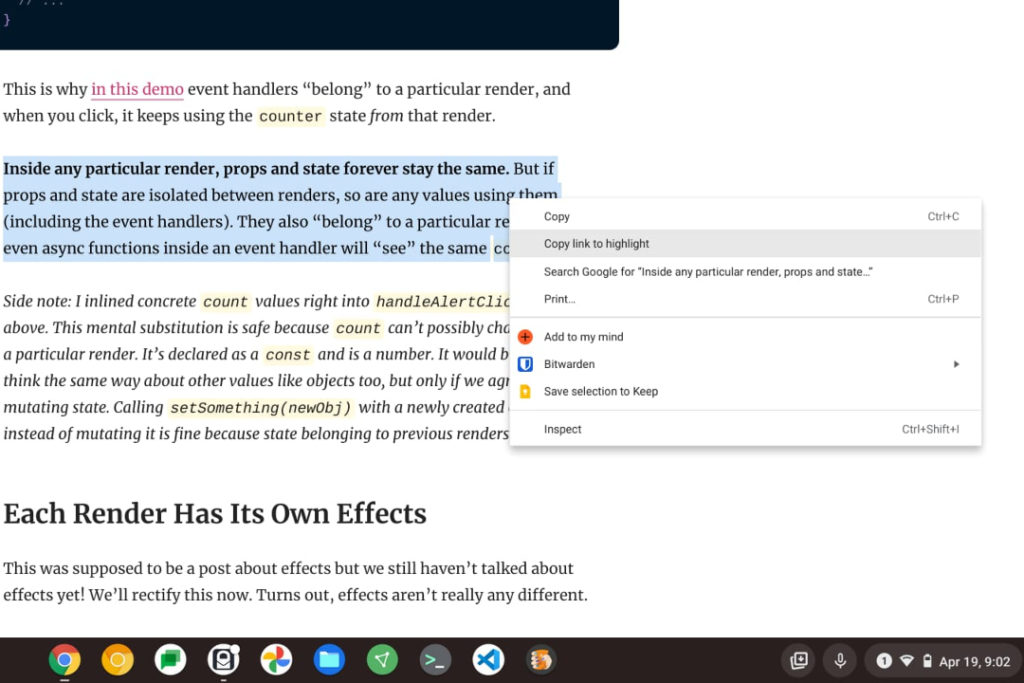 // ...
}
This is why in this demo event handlers “belong” to a particular render, and
when you click, it keeps using the counter state from that render.
Inside any particular render, props and state forever stay the same. But if
props and state are isolated between renders, so are any values using them
(including the event handlers). They also “belong” to a particular re
even async functions inside an event handler will “see” the same co
Copy Ctrl+C
Copy link to highlight
Search Google for “Inside any particular render, props and state…”
Print… Ctrl+P
Add to my mind
Bitwarden
Save selection to Keep
Inspect Ctrl+Shift+I
Side note: I inlined concrete count values right into handleAlertClic
above. This mental substitution is safe because count can’t possibly cha
a particular render. It’s declared as a const and is a number. It would b
think the same way about other values like objects too, but only if we agr
mutating state. Calling setSomething(newObj) with a newly created
instead of mutating it is fine because state belonging to previous renders
Each Render Has Its Own Effects
This was supposed to be a post about effects but we still haven’t talked about
effects yet! We’ll rectify this now. Turns out, effects aren’t really any different.
1 Apr 19, 9:02